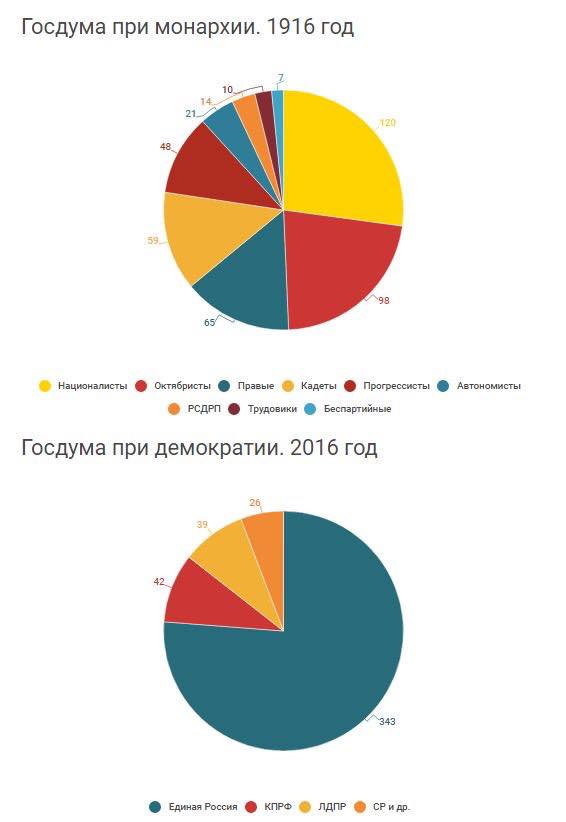 Госдума при монархии. 1916 год
7
10
14
21
120
48
59
98
65
Националисты Октябристы Правые Кадеты Прогрессисты Автономисты
РСДРП Трудовики Беспартийные
Госдума при демократии. 2016 год
26
39
42
343
Единая Россия КПРФ ЛДПР СР и др.